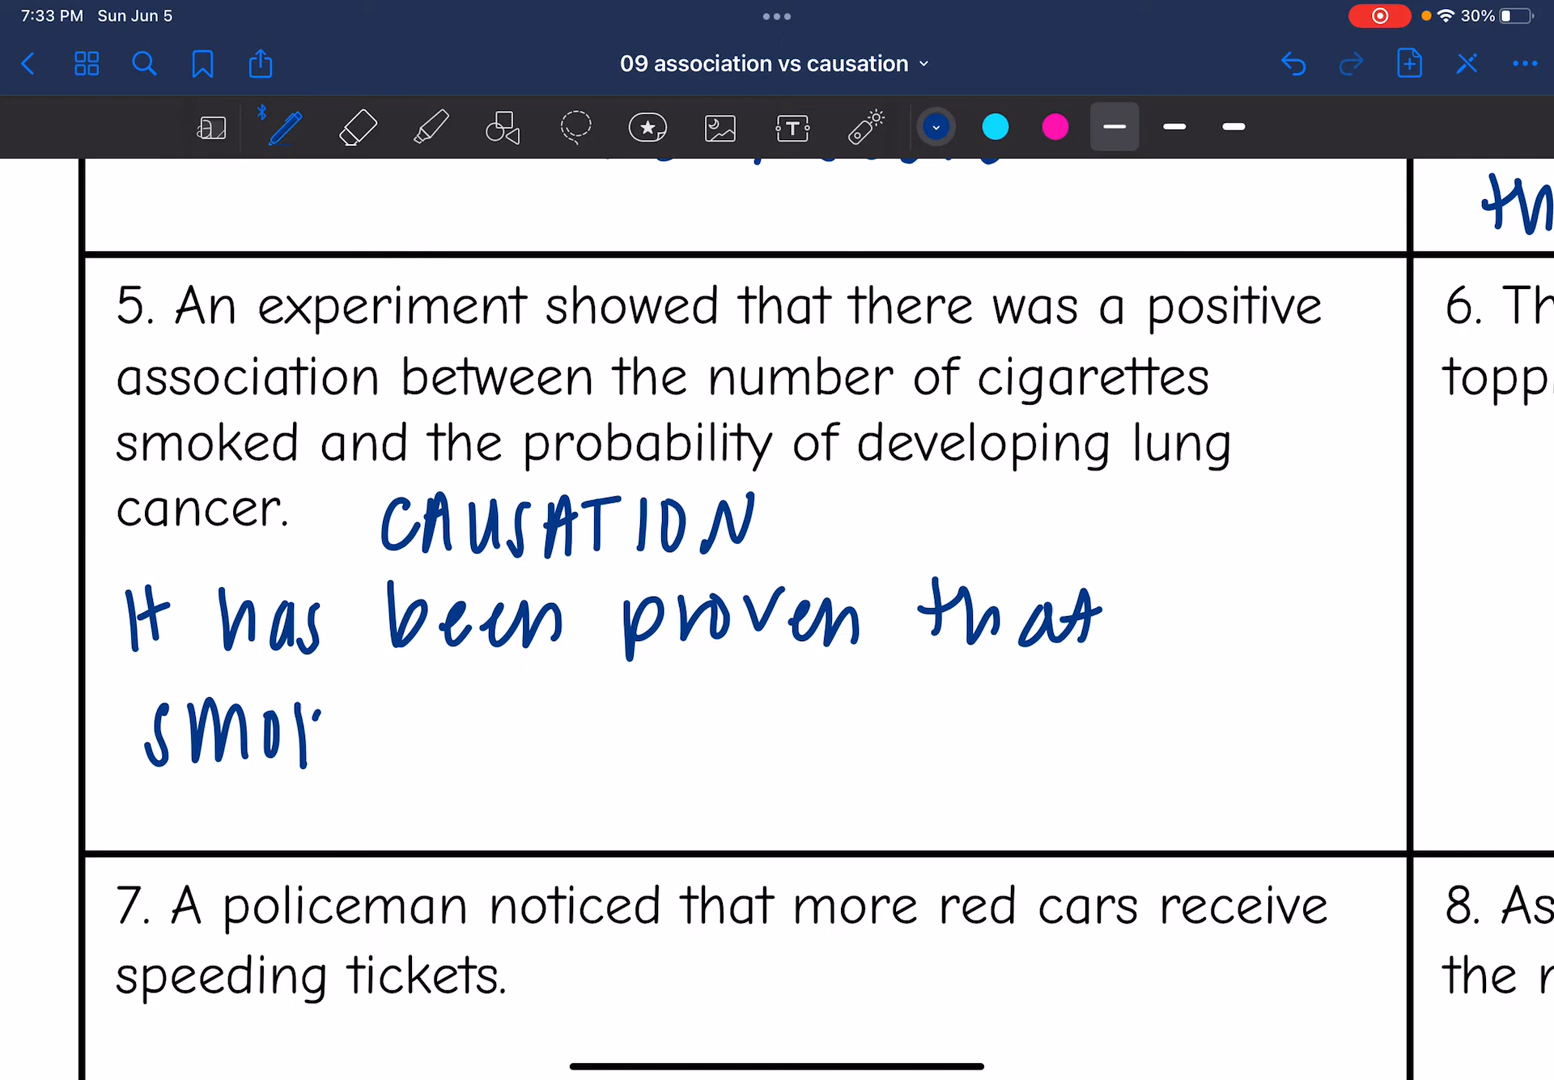 7:33 PM Sun Jun 5
30%
09 association vs causation
T
th
5. An experiment showed that there was a positive
association between the number of cigarettes
smoked and the probability of developing lung
cancer. CAUSATION
It has been proven that
smo
6. Th
topp
7. A policeman noticed that more red cars receive
speeding tickets.
8. As
the r